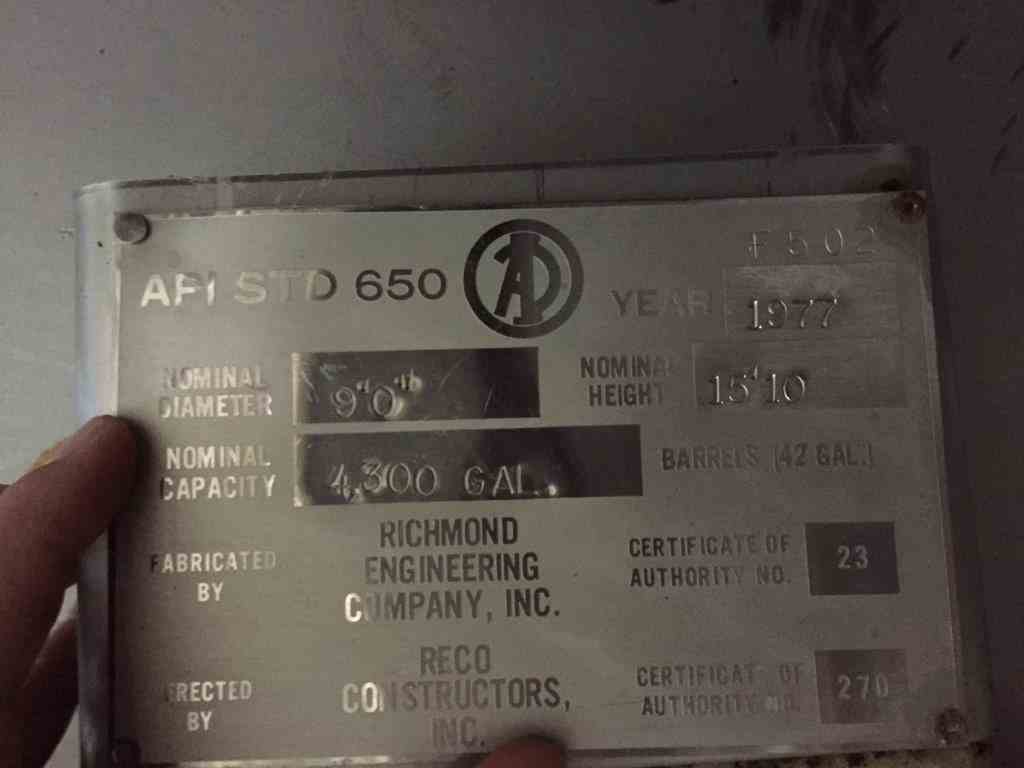 F502
API STD 650
YEAR 1977
NOMINAL DIAMETER 9'0"
NOMINAL HEIGHT 15' 10
NOMINAL CAPACITY 4,300 GAL. BARRELS (42 GAL.)
FABRICATED BY
RICHMOND
ENGINEERING
COMPANY, INC.
CERTIFICATE OF
AUTHORITY NO. 23
ERECTED BY
RECO
CONSTRUCTORS,
INC.
CERTIFICATE OF
AUTHORITY NO. 270